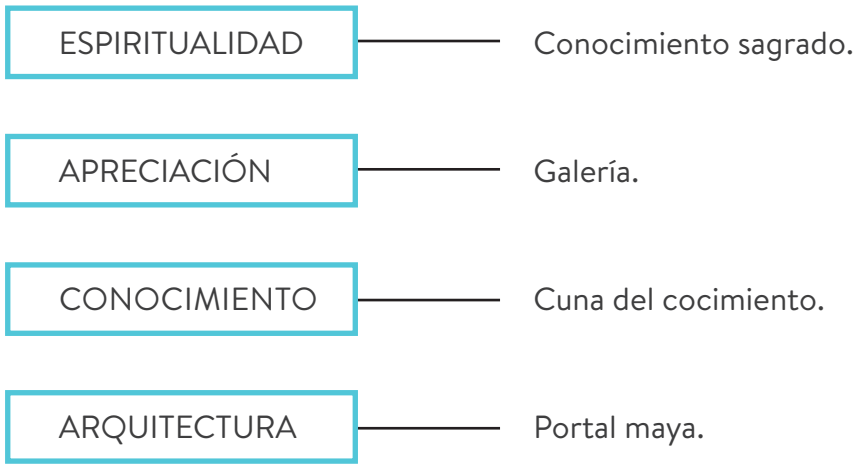 ESPIRITUALIDAD Conocimiento sagrado.
APRECIACIÓN Galería.
CONOCIMIENTO Cuna del cocimiento.
ARQUITECTURA Portal maya.